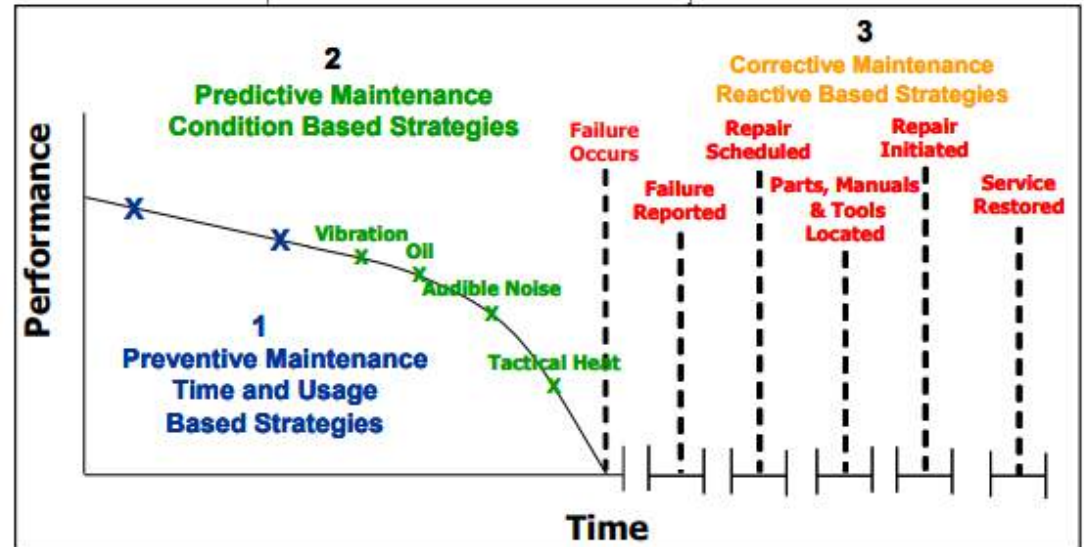 2
Predictive Maintenance
Condition Based Strategies
3
Corrective Maintenance
Reactive Based Strategies
Failure
Occurs
Failure
Reported
Repair
Scheduled
Parts, Manuals
& Tools
Located
Repair
Initiated
Service
Restored
Performance
X
X
Vibration
X
Oil
X
Audible Noise
X
Tactical Heat
X
1
Preventive Maintenance
Time and Usage
Based Strategies
Time